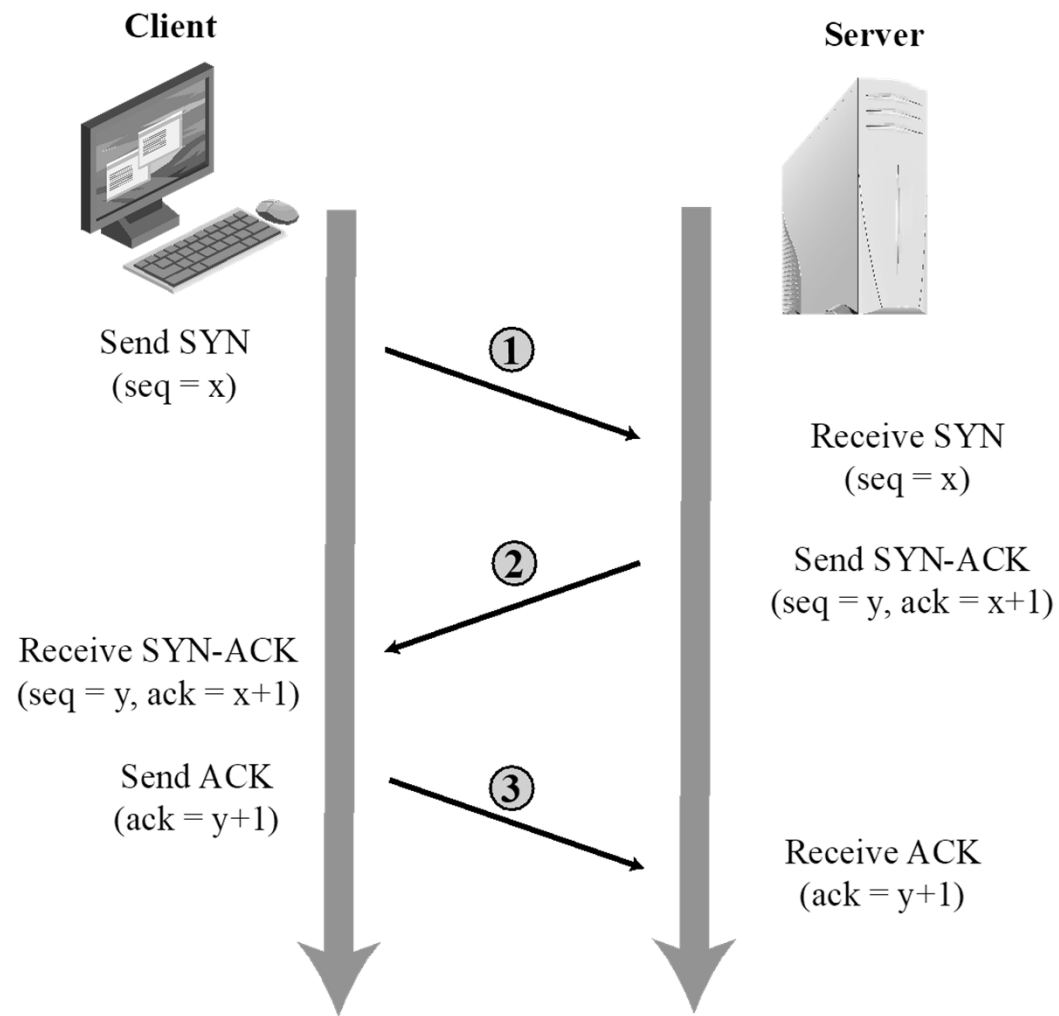 Client
Server
Send SYN
(seq = x)
1
Receive SYN
(seq = x)
2
Send SYN-ACK
(seq = y, ack = x+1)
Receive SYN-ACK
(seq = y, ack = x+1)
Send ACK
(ack = y+1)
3
Receive ACK
(ack = y+1)